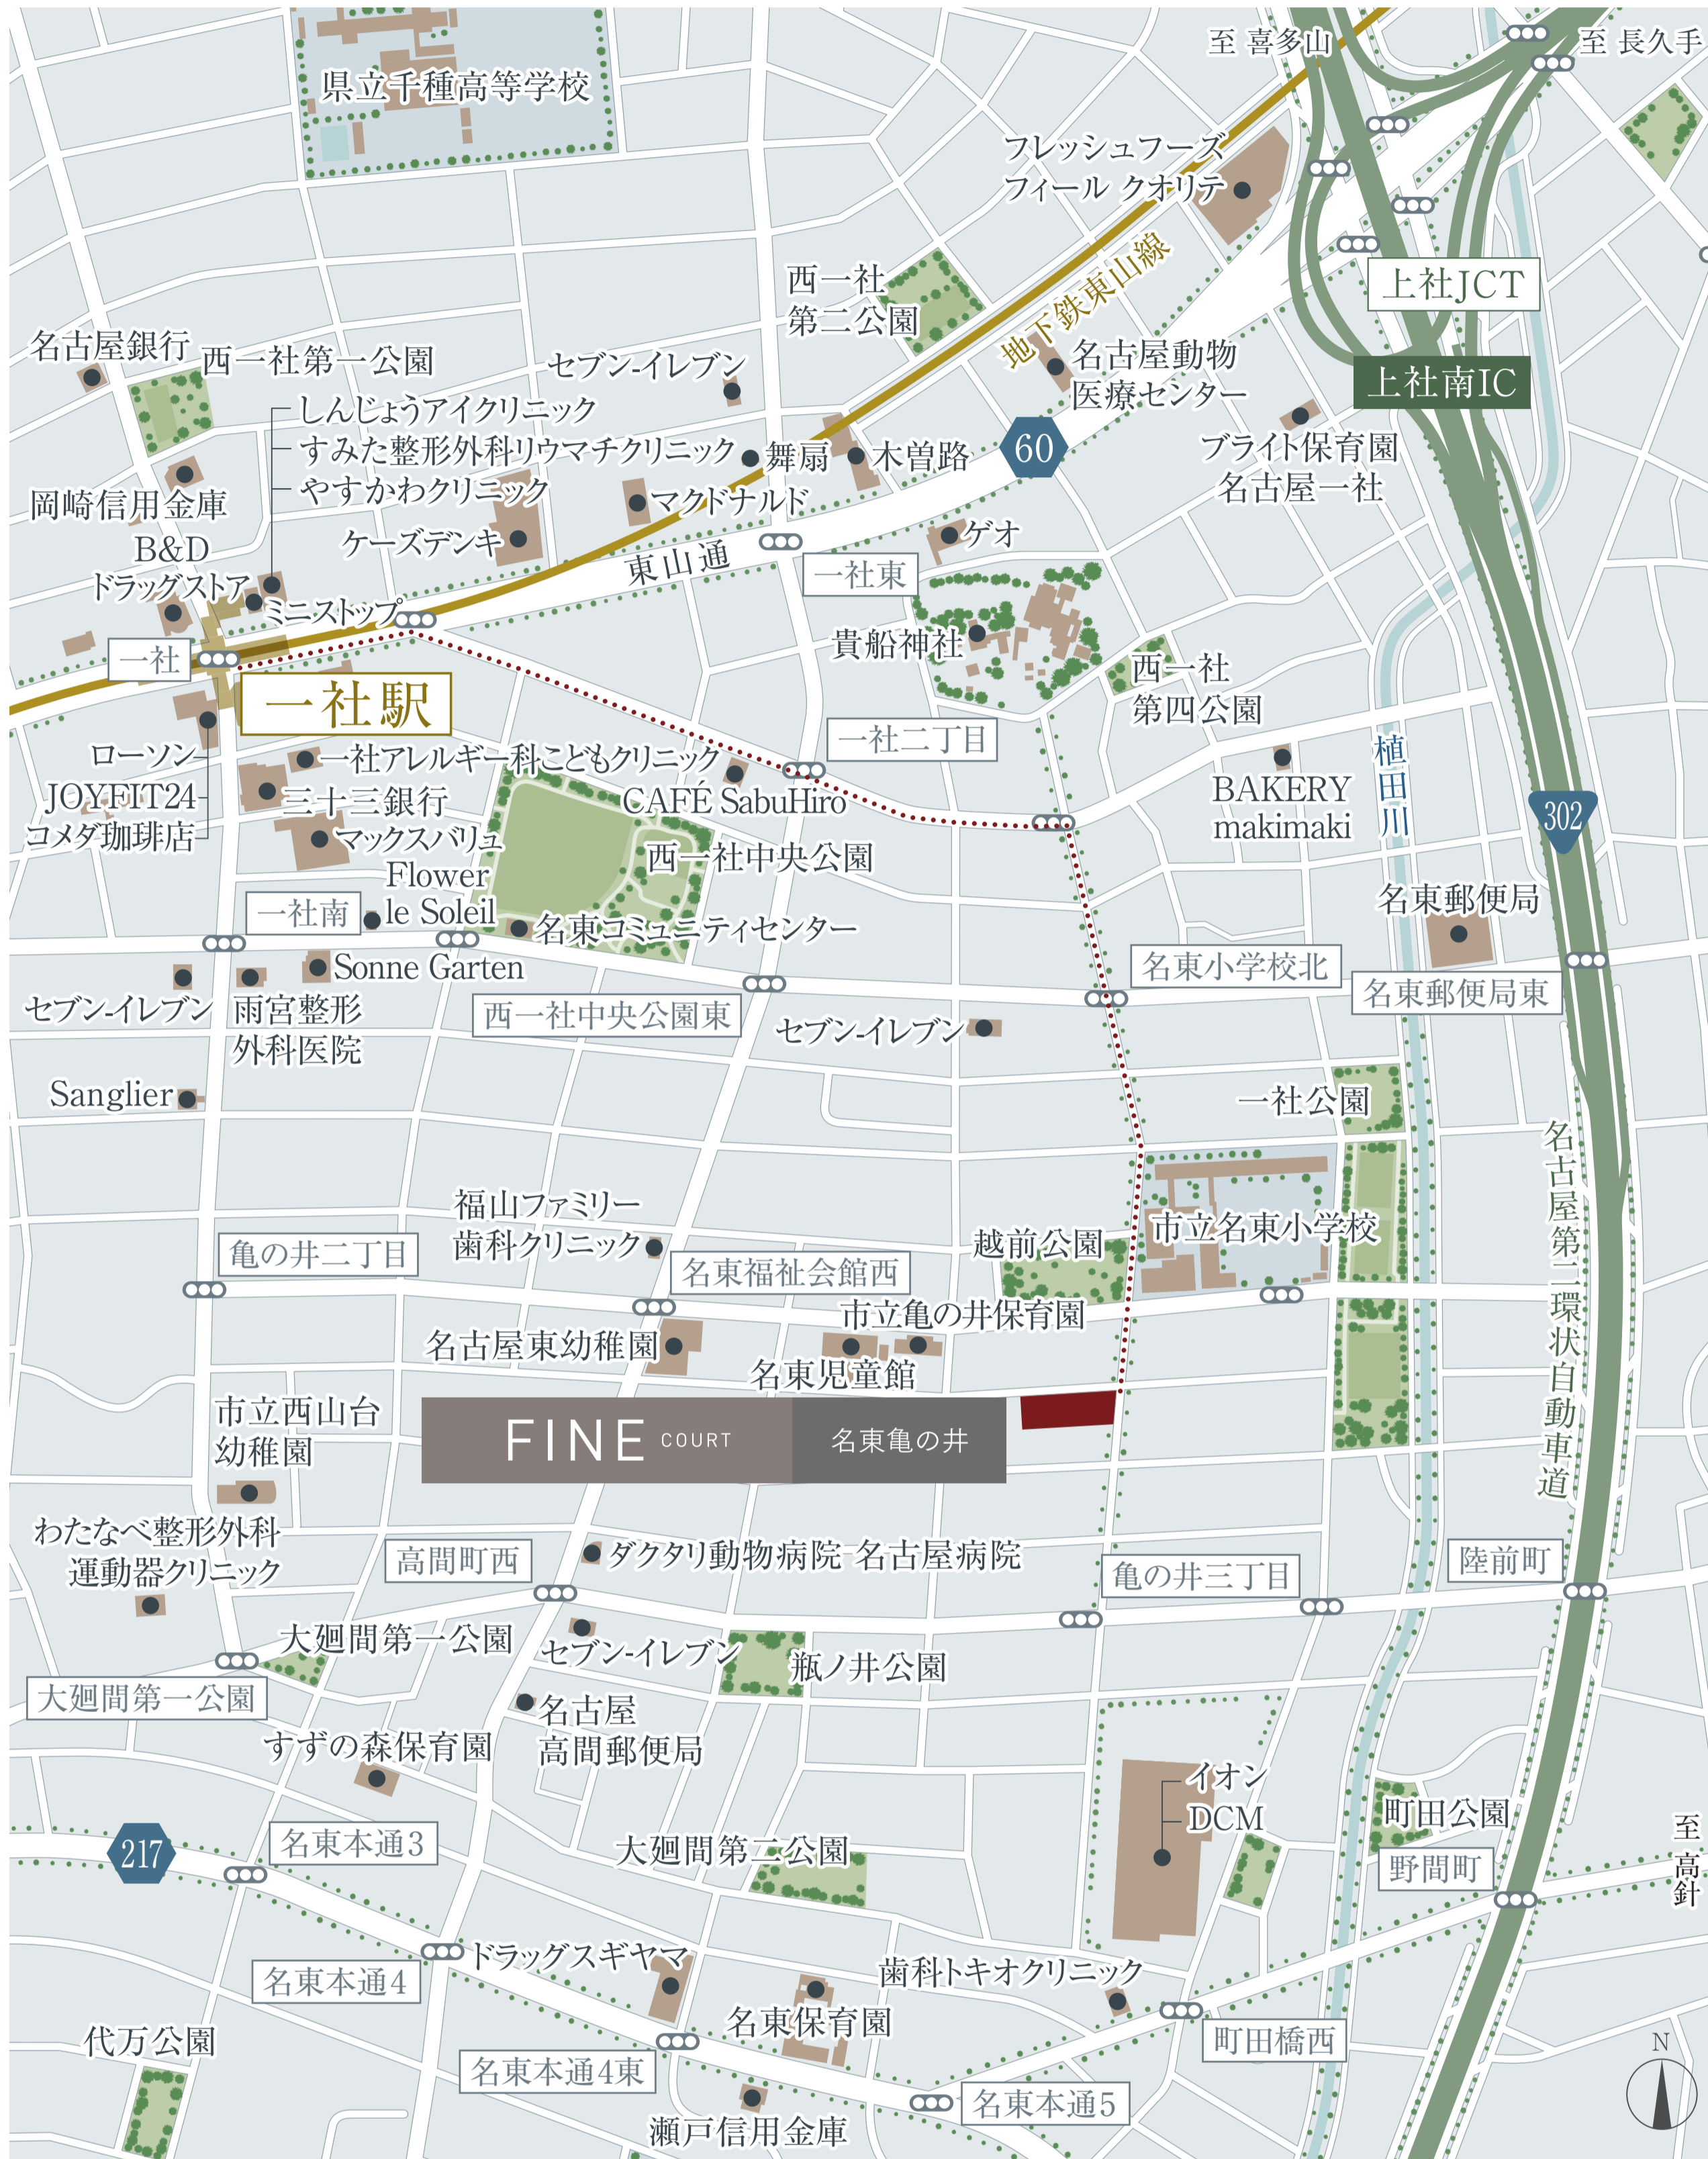 至 喜多山
至 長久手
県立千種高等学校
フレッシュフーズ
フィール クオリテ
地下鉄東山線
西一社
第二公園
上社JCT
上社南IC
名古屋銀行
西一社第一公園
セブン-イレブン
名古屋動物
医療センター
しんじょうアイクリニック
すみた整形外科リウマチクリニック
やすかわクリニック
舞扇
木曽路
60
ブライト保育園
名古屋一社
岡崎信用金庫
マクドナルド
ケーズデンキ
ゲオ
B&D
ドラッグストア
東山通
一社東
ミニストップ
貴船神社
一社
西一社
第四公園
一社駅
一社二丁目
植田川
ローソン
JOYFIT24
コメダ珈琲店
一社アレルギー科こどもクリニック
三十三銀行
CAFÉ SabuHiro
BAKERY
makimaki
302
マックスバリュ
西一社中央公園
Flower
le Soleil
一社南
名東郵便局
名東コミュニティセンター
Sonne Garten
名東小学校北
名東郵便局東
セブン-イレブン
雨宮整形
外科医院
西一社中央公園東
セブン-イレブン
Sanglier
一社公園
名古屋第二環状自動車道
福山ファミリー
歯科クリニック
市立名東小学校
越前公園
亀の井二丁目
名東福祉会館西
市立亀の井保育園
名古屋東幼稚園
名東児童館
市立西山台
幼稚園
FINE COURT
名東亀の井
わたなべ整形外科
運動器クリニック
高間町西
ダクタリ動物病院 名古屋病院
亀の井三丁目
陸前町
大廻間第一公園
セブン-イレブン
瓶ノ井公園
大廻間第一公園
名古屋
高間郵便局
すずの森保育園
イオン
DCM
町田公園
至 高針
217
名東本通3
大廻間第二公園
野間町
ドラッグスギヤマ
歯科トキオクリニック
名東本通4
名東保育園
代万公園
町田橋西
名東本通4東
名東本通5
瀬戸信用金庫
N